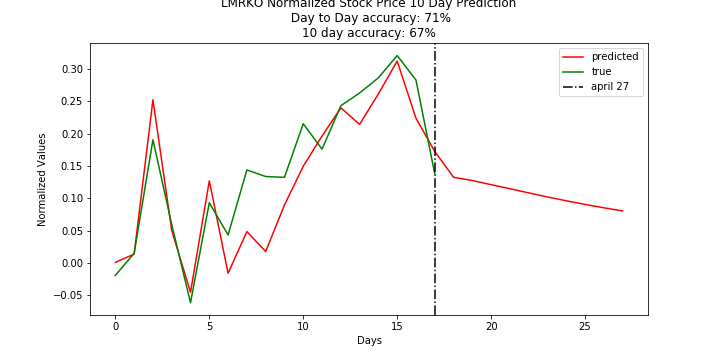 LMRKO Normalized Stock Price 10 Day Prediction
Day to Day accuracy: 71%
10 day accuracy: 67%
predicted
true
april 27
Normalized Values
0.30
0.25
0.20
0.15
0.10
0.05
0.00
−0.05
0 5 10 15 20 25
Days